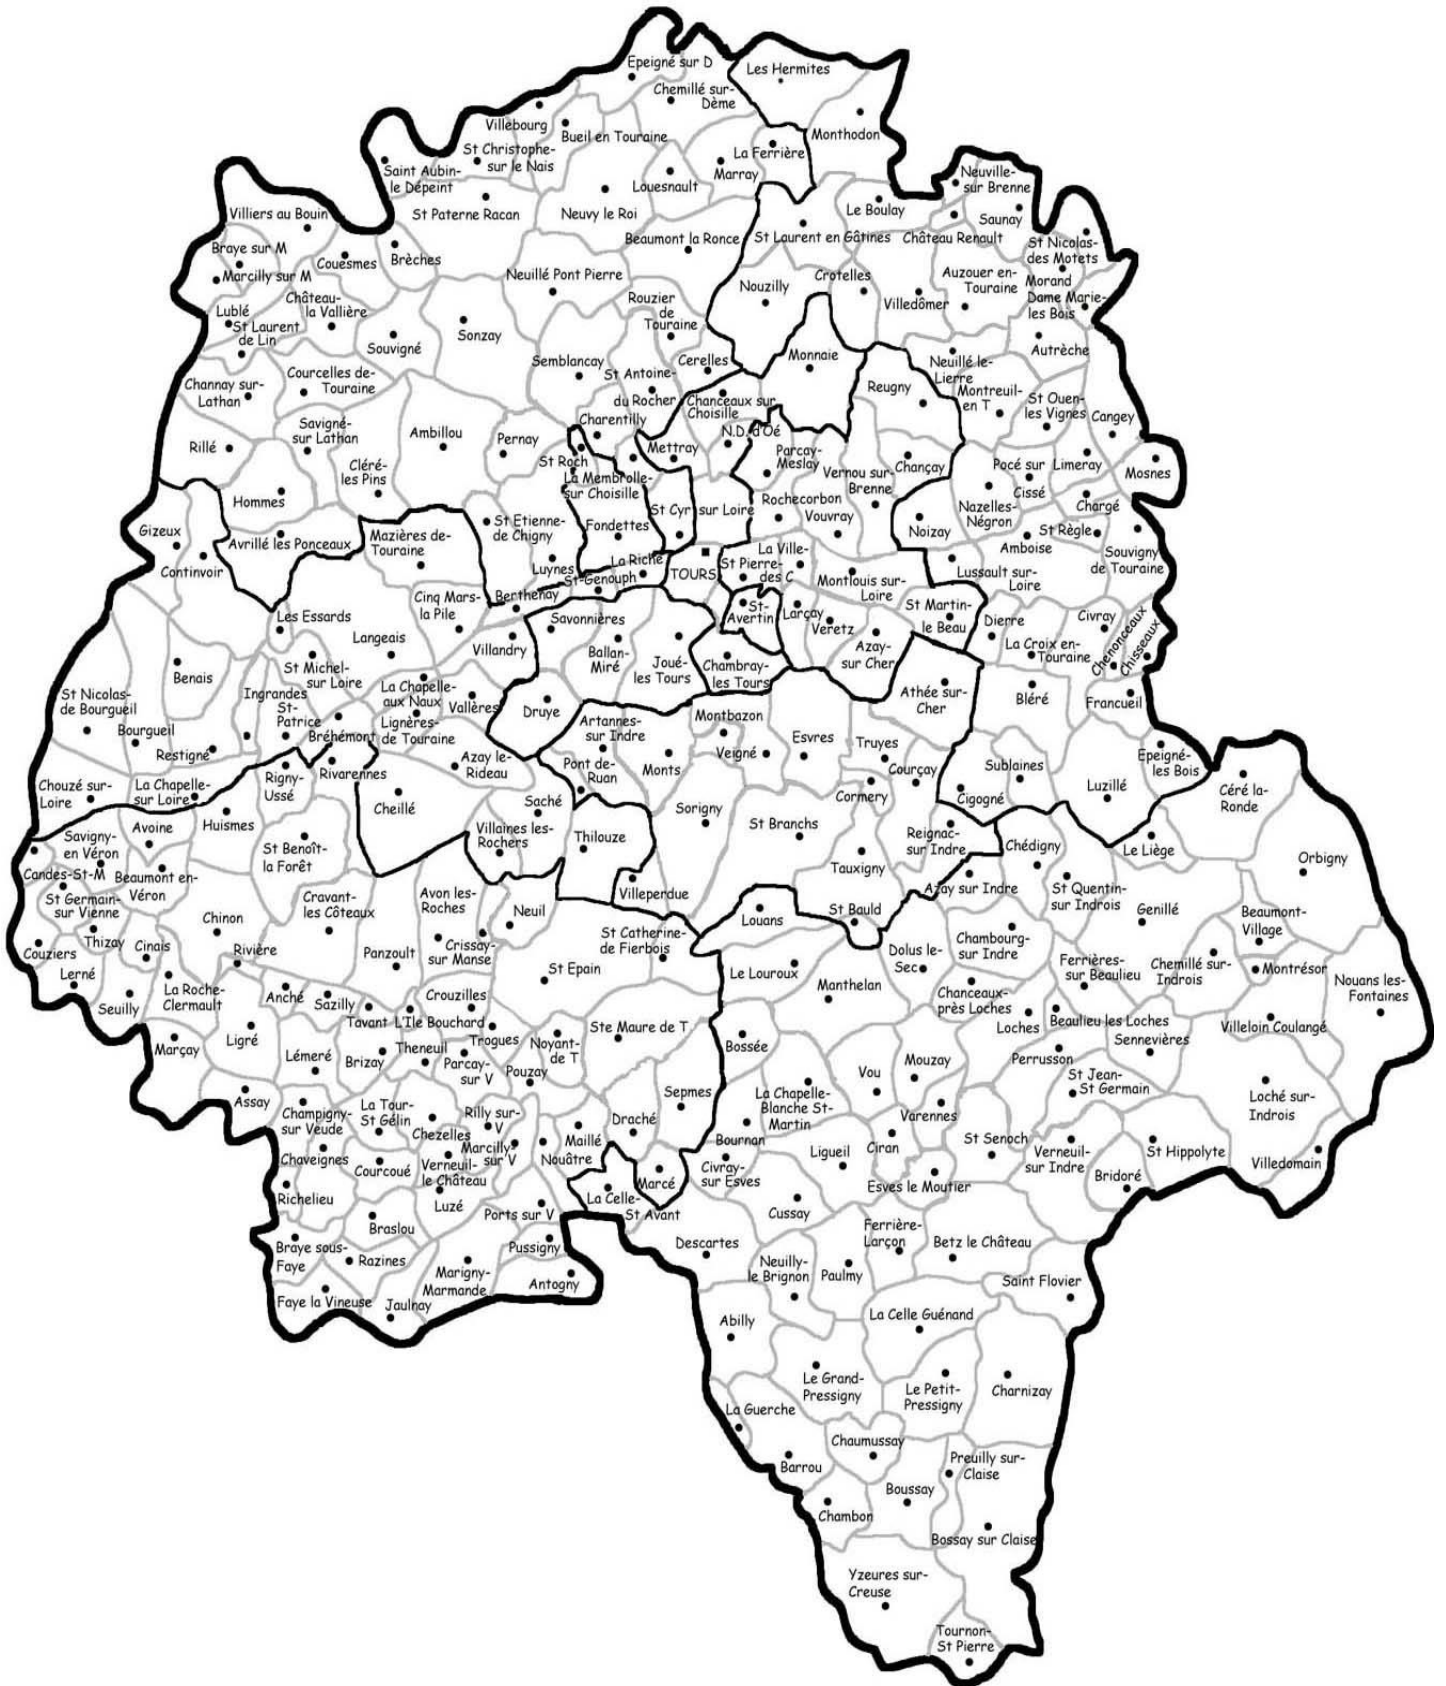 Epeigné sur D
Les Hermites
Chemillé sur-
Dème
Villebourg
Bueil en Touraine
Monthodon
St Christophe-
sur le Nais
La Ferrière
Marray
Saint Aubin-
le Dépeint
Louesnault
Neuville-
sur Brenne
Villiers au Bouin
St Paterne Racan
Neuvy le Roi
Le Boulay
Saunay
Beaumont la Ronce
St Laurent en Gâtines
Château Renault
St Nicolas-
des Motets
Braye sur M
Marcilly sur M
Couesmes
Brèches
Neuillé Pont Pierre
Nouzilly
Crotelles
Villedômer
Auzouer en-
Touraine
Morand
Dame Marie-
les Bois
Château-
la Vallière
Rouzier
de
Touraine
Lublé
St Laurent
de Lin
Souvigné
Sonzay
Semblancay
Cerelles
Monnaie
Autrèche
Neuillé le-
Lierre
Channay sur-
Lathan
Courcelles de-
Touraine
St Antoine-
du Rocher
Chanceaux sur
Choisille
Reugny
Montreuil-
en T
St Ouen-
les Vignes
Cangey
Rillé
Savigné-
sur Lathan
Ambillou
Pernay
Charentilly
N.D. d'Oé
Mettray
Parcay-
Meslay
Vernou sur-
Brenne
Chançay
Pocé sur
Cissé
Limeray
Mosnes
Cléré-
les Pins
St Roch
La Membrolle-
sur Choisille
Hommes
St Cyr sur Loire
Rochecorbon
Vouvray
Nazelles-
Négron
Chargé
Gizeux
Avrillé les Ponceaux
Mazières de-
Touraine
St Etienne-
de Chigny
Fondettes
Noizay
St Règle
Amboise
Souvigny
de Touraine
Continvoir
Luynes
La Riche
St-Genouph
TOURS
St Pierre-
des C
La Ville-
Montlouis sur-
Loire
Lussault sur-
Loire
Les Essards
Cinq Mars-
la Pile
Berthenay
St-
Avertin
Larçay
Veretz
St Martin-
le Beau
Dierre
Civray
Chenonceaux
Chisseaux
Langeais
Savonnières
Villandry
Ballan-
Miré
Joué-
les Tours
Chambray-
les Tours
Azay-
sur Cher
La Croix en-
Touraine
Benais
St Michel-
sur Loire
St Nicolas-
de Bourgueil
Ingrandes
St-
Patrice
La Chapelle-
aux Naux
Vallères
Druye
Athée sur-
Cher
Bléré
Francueil
Bourgueil
Restigné
Bréhémont
Lignères-
de Touraine
Artannes-
sur Indre
Montbazon
Veigné
Esvres
Truyes
Courçay
Epeigné-
les Bois
Chouzé sur-
Loire
La Chapelle-
sur Loire
Rigny-
Ussé
Rivarennes
Azay le-
Rideau
Pont de-
Ruan
Monts
Cormery
Sublaines
Cigogné
Luzillé
Céré la-
Ronde
Savigny-
en Véron
Avoine
Huismes
Cheillé
Saché
Villaines les-
Rochers
Thilouze
Sorigny
St Branchs
Reignac-
sur Indre
Chédigny
Le Liège
Orbigny
St Benoît-
la Forêt
Candes-St-M
Beaumont en-
Véron
Villeperdue
Tauxigny
Azay sur Indre
St Quentin-
sur Indrois
St Germain-
sur Vienne
Chinon
Cravant-
les Côteaux
Avon les-
Roches
Neuil
Louans
St Bauld
Genillé
Beaumont-
Village
Couziers
Thizay
Cinais
Rivière
Panzoult
Crissay-
sur Manse
St Catherine-
de Fierbois
Dolus le-
Sec
Chambourg-
sur Indre
Ferrières-
sur Beaulieu
Chemillé sur-
Indrois
Montrésor
Lerné
Seuilly
La Roche-
Clermault
Anché
Sazilly
Crouzilles
St Epain
Le Louroux
Manthelan
Chanceaux-
près Loches
Nouans les-
Fontaines
Tavant
L'Ile Bouchard
Ste Maure de T
Loches
Beaulieu les Loches
Villeloin Coulangé
Marçay
Ligré
Lémeré
Brizay
Theneuil
Trogues
Parcay-
sur V
Noyant-
de T
Pouzay
Bossée
Vou
Mouzay
Perrusson
Sennevières
Assay
Champigny-
sur Veude
La Tour-
St Gélin
Chezelles
Rilly sur-
V
Sepmes
La Chapelle-
Blanche St-
Martin
Varennes
St Jean-
St Germain
Loché sur-
Indrois
Draché
Maillé
Chaveignes
Courcoué
Verneuil-
le Château
Marcilly-
sur V
Nouâtre
Bournan
Civray-
sur Esves
Ligueil
Ciran
St Senoch
Verneuil-
sur Indre
St Hippolyte
Villedomain
Bridoré
Richelieu
Luzé
Marcé
La Celle-
St Avant
Esves le Moutier
Braslou
Ports sur V
Cussay
Ferrière-
Larçon
Betz le Château
Braye sous-
Faye
Razines
Pussigny
Descartes
Neuilly-
le Brignon
Paulmy
Marigny-
Marmande
Antogny
Saint Flovier
Faye la Vineuse
Jaulnay
Abilly
La Celle Guénand
Le Grand-
Pressigny
Le Petit-
Pressigny
Charnizay
La Guerche
Chaumussay
Barrou
Preuilly sur-
Claise
Boussay
Chambon
Bossay sur Claise
Yzeures sur-
Creuse
Tournon-
St Pierre